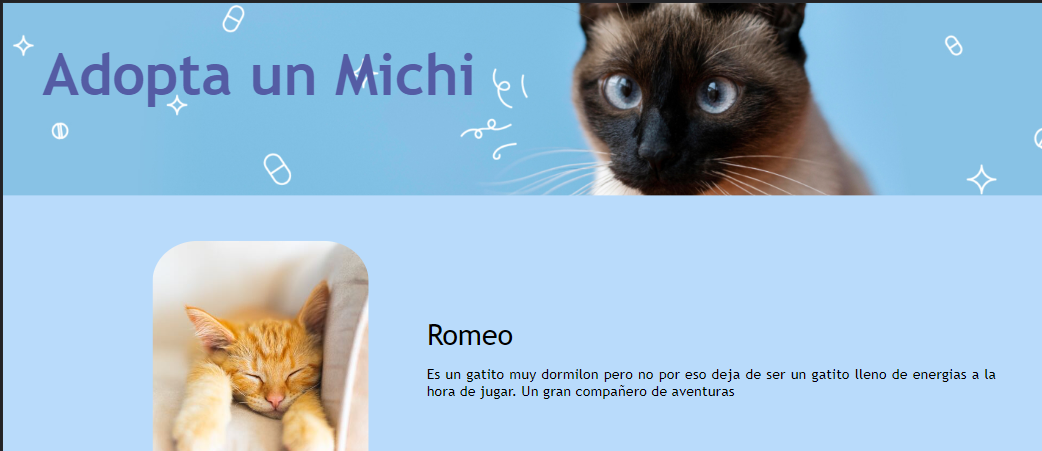 Adopta un Michi
Romeo
Es un gatito muy dormilon pero no por eso deja de ser un gatito lleno de energias a la
hora de jugar. Un gran compañero de aventuras